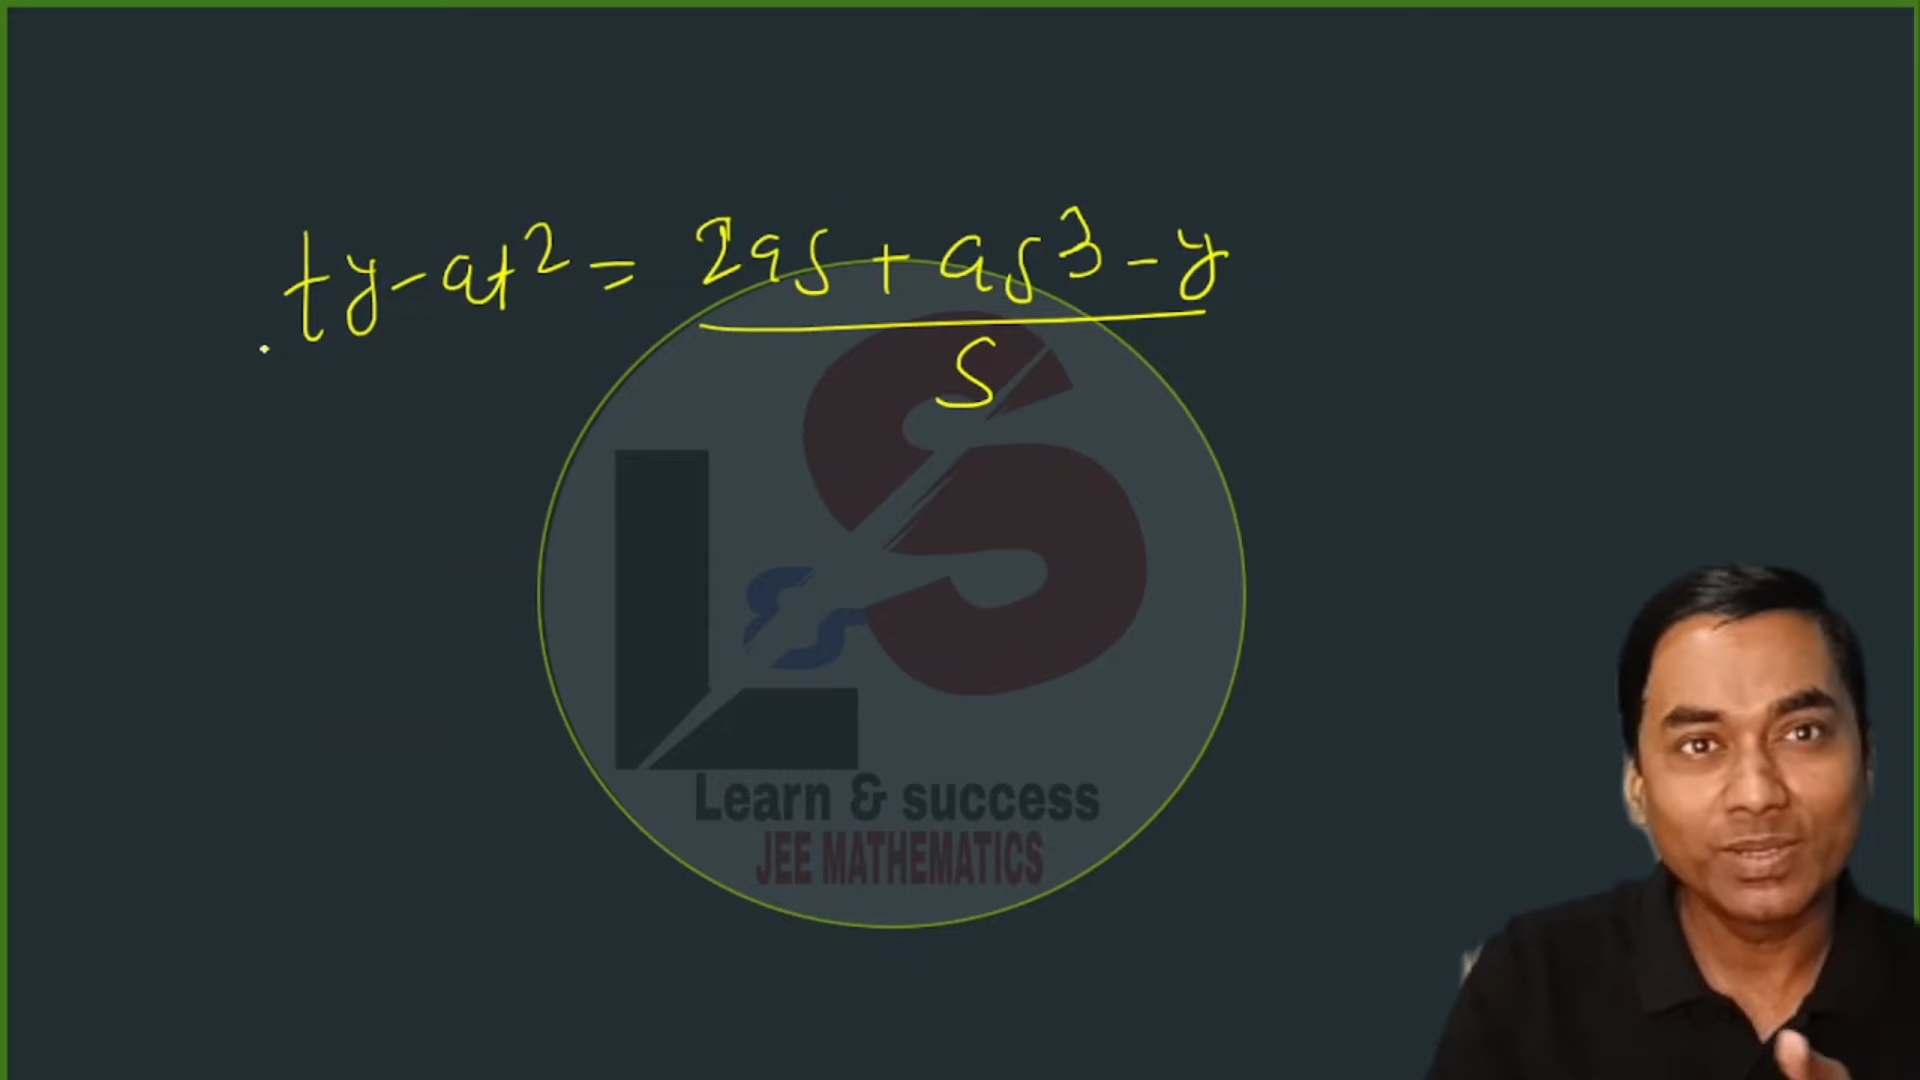 ty-at² = 2as + as³ - y
s
Learn & success
JEE MATHEMATICS